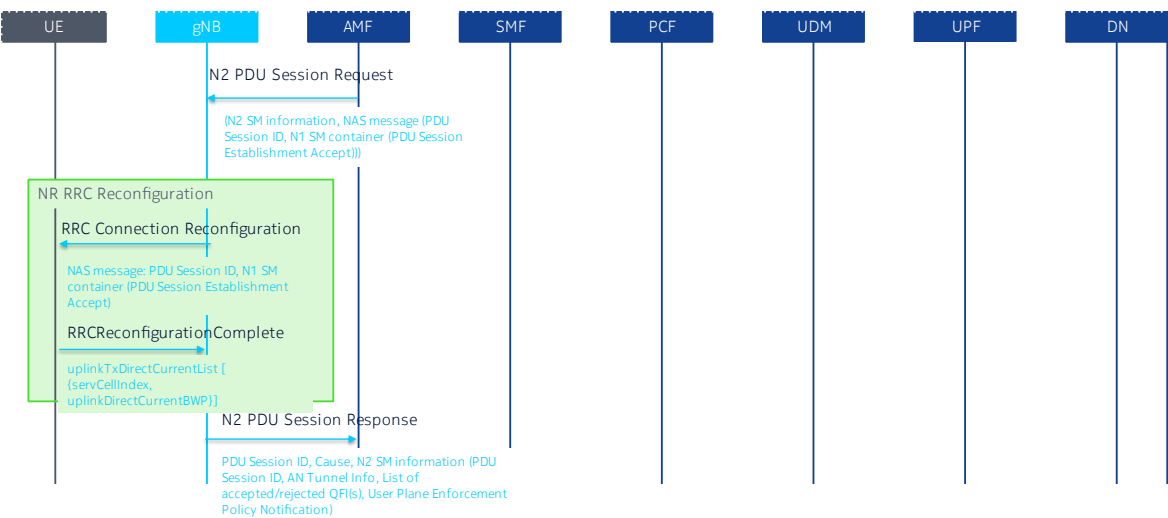 UE gNB AMF SMF PCF UDM UPF DN
N2 PDU Session Request
(N2 SM information, NAS message (PDU
Session ID, N1 SM container (PDU Session
Establishment Accept)))
NR RRC Reconfiguration
RRC Connection Reconfiguration
NAS message: PDU Session ID, N1 SM
container (PDU Session Establishment
Accept)
RRCReconfigurationComplete
uplinkTxDirectCurrentList [
{servCellIndex,
uplinkDirectCurrentBWP}]
N2 PDU Session Response
PDU Session ID, Cause, N2 SM information (PDU
Session ID, AN Tunnel Info, List of
accepted/rejected QFI(s), User Plane Enforcement
Policy Notification)